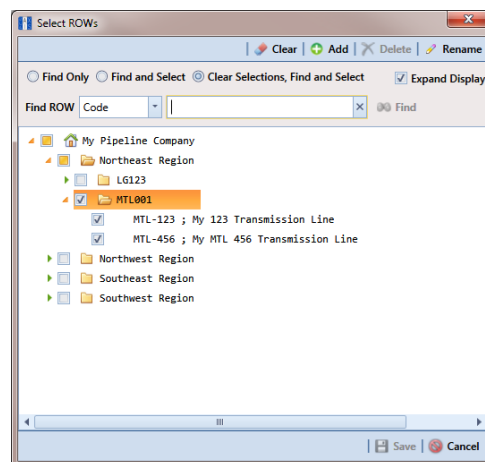 Select ROWs
Clear Add Delete Rename
Find Only Find and Select Clear Selections, Find and Select Expand Display
Find ROW Code Find
My Pipeline Company
Northeast Region
LG123
MTL001
MTL-123 ; My 123 Transmission Line
MTL-456 ; My MTL 456 Transmission Line
Northwest Region
Southeast Region
Southwest Region
Save Cancel